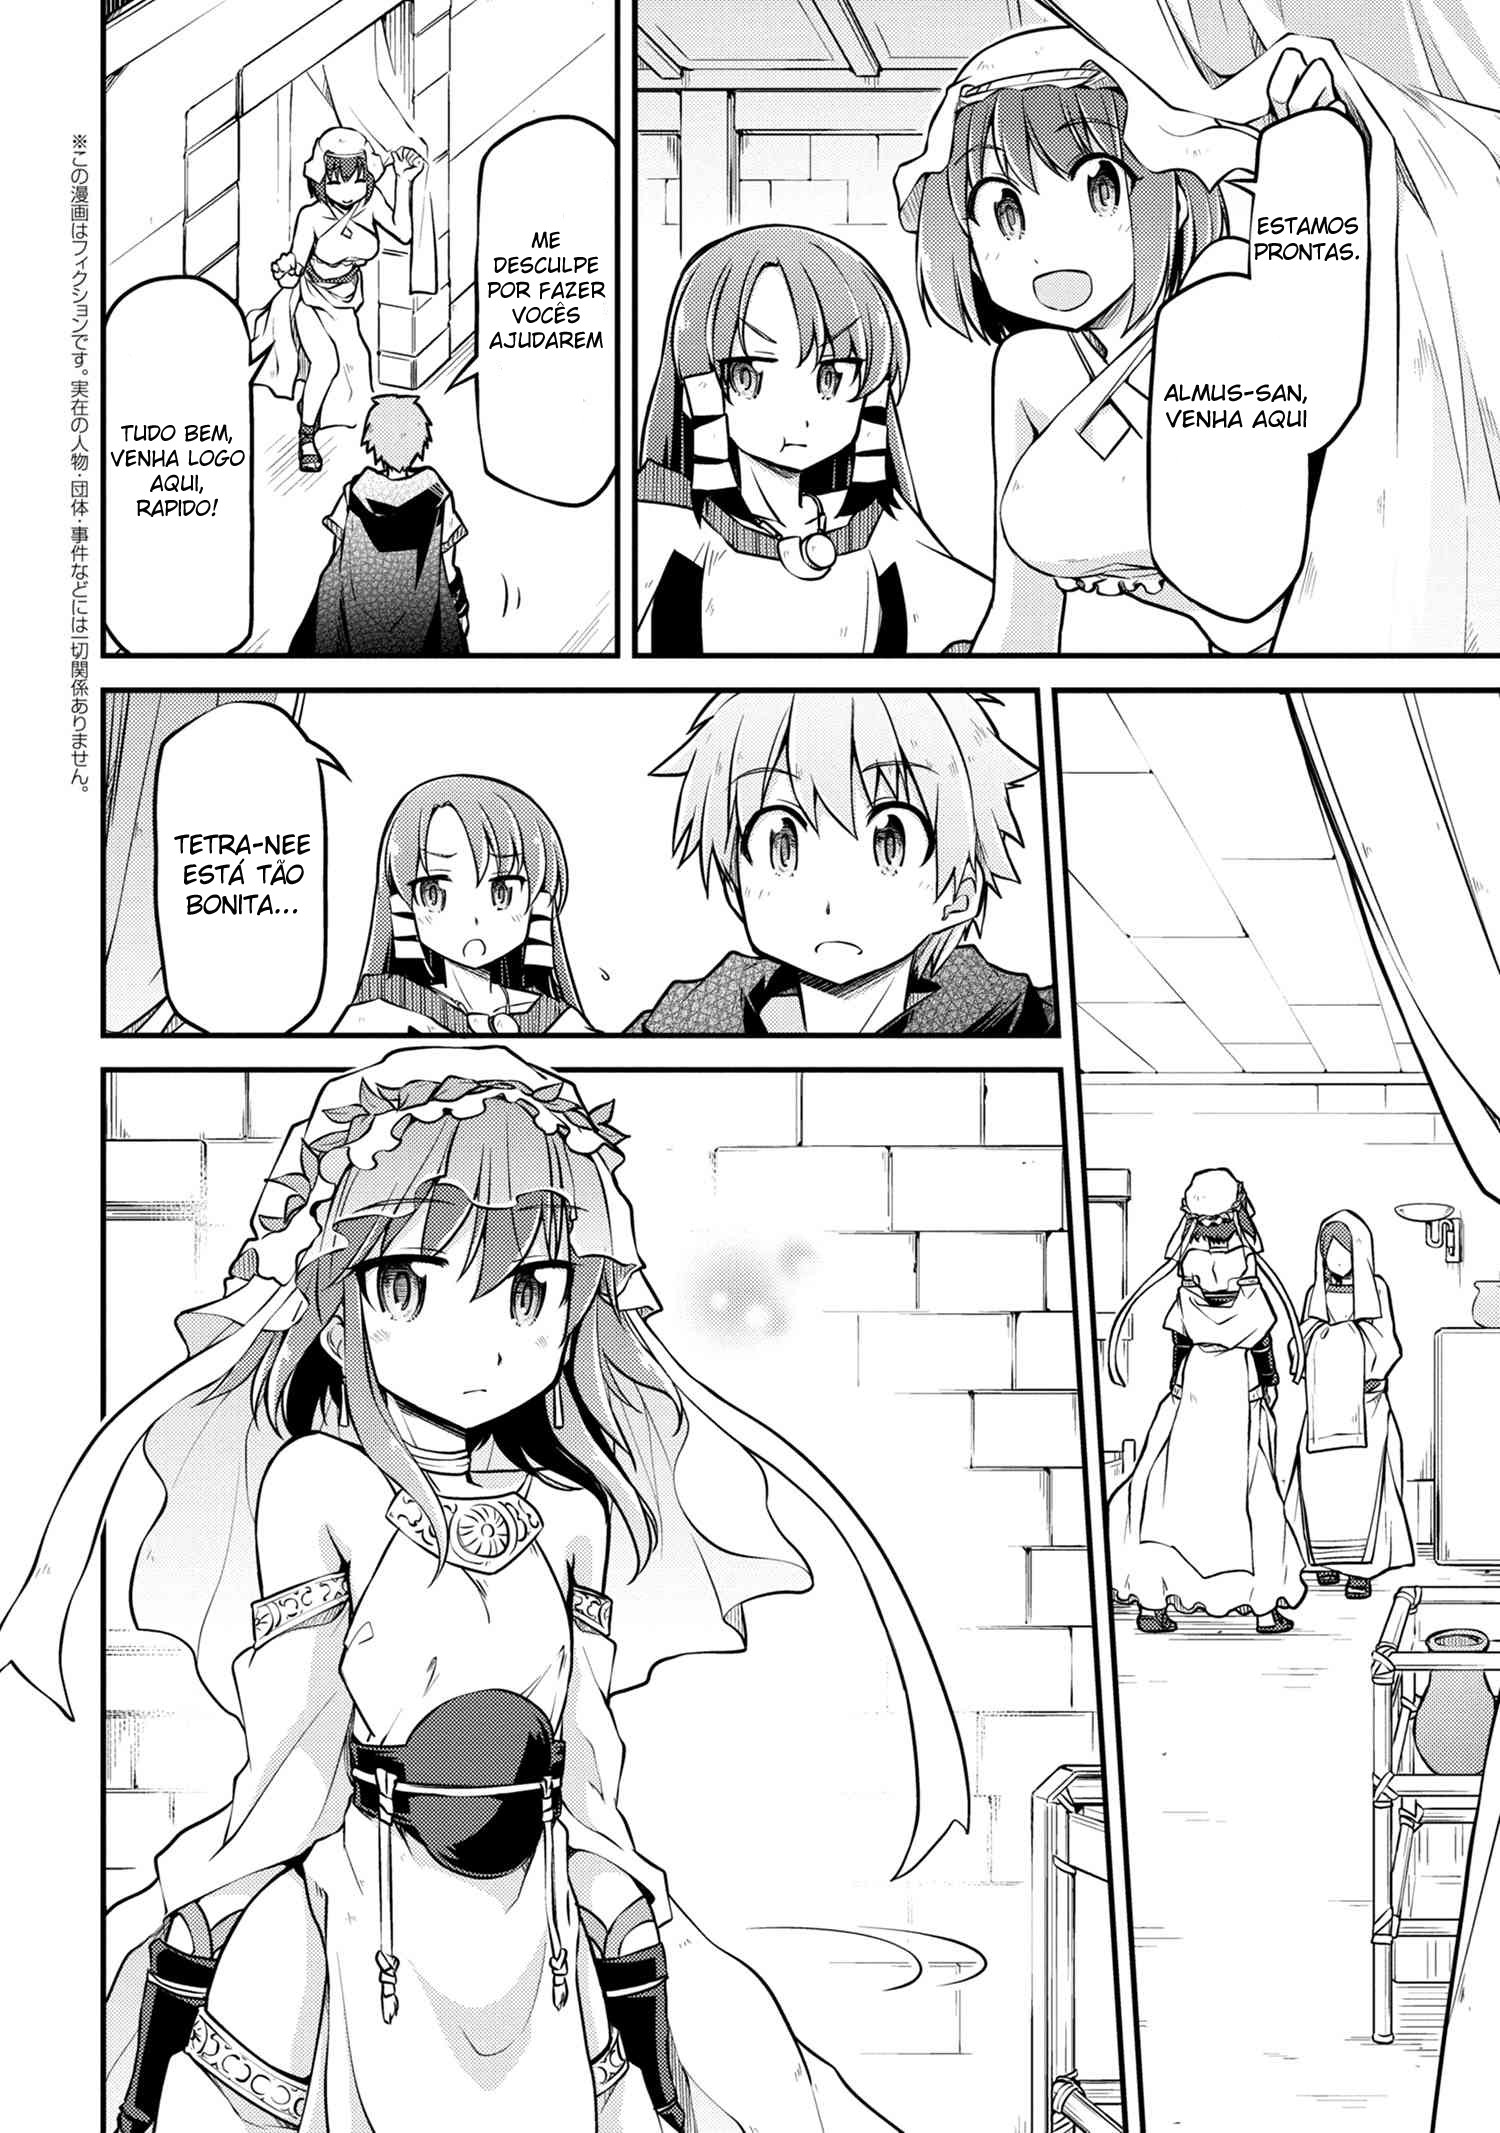 ESTAMOS
PRONTAS.
ALMUS-SAN,
VENHA AQUI
ME
DESCULPE
POR FAZER
VOCÊS
AJUDAREM
TUDO BEM,
VENHA LOGO
AQUI,
RAPIDO!
※この漫画はフィクションです。実在の人物・団体・事件などには一切関係ありません。
TETRA-NEE
ESTÁ TÃO
BONITA...